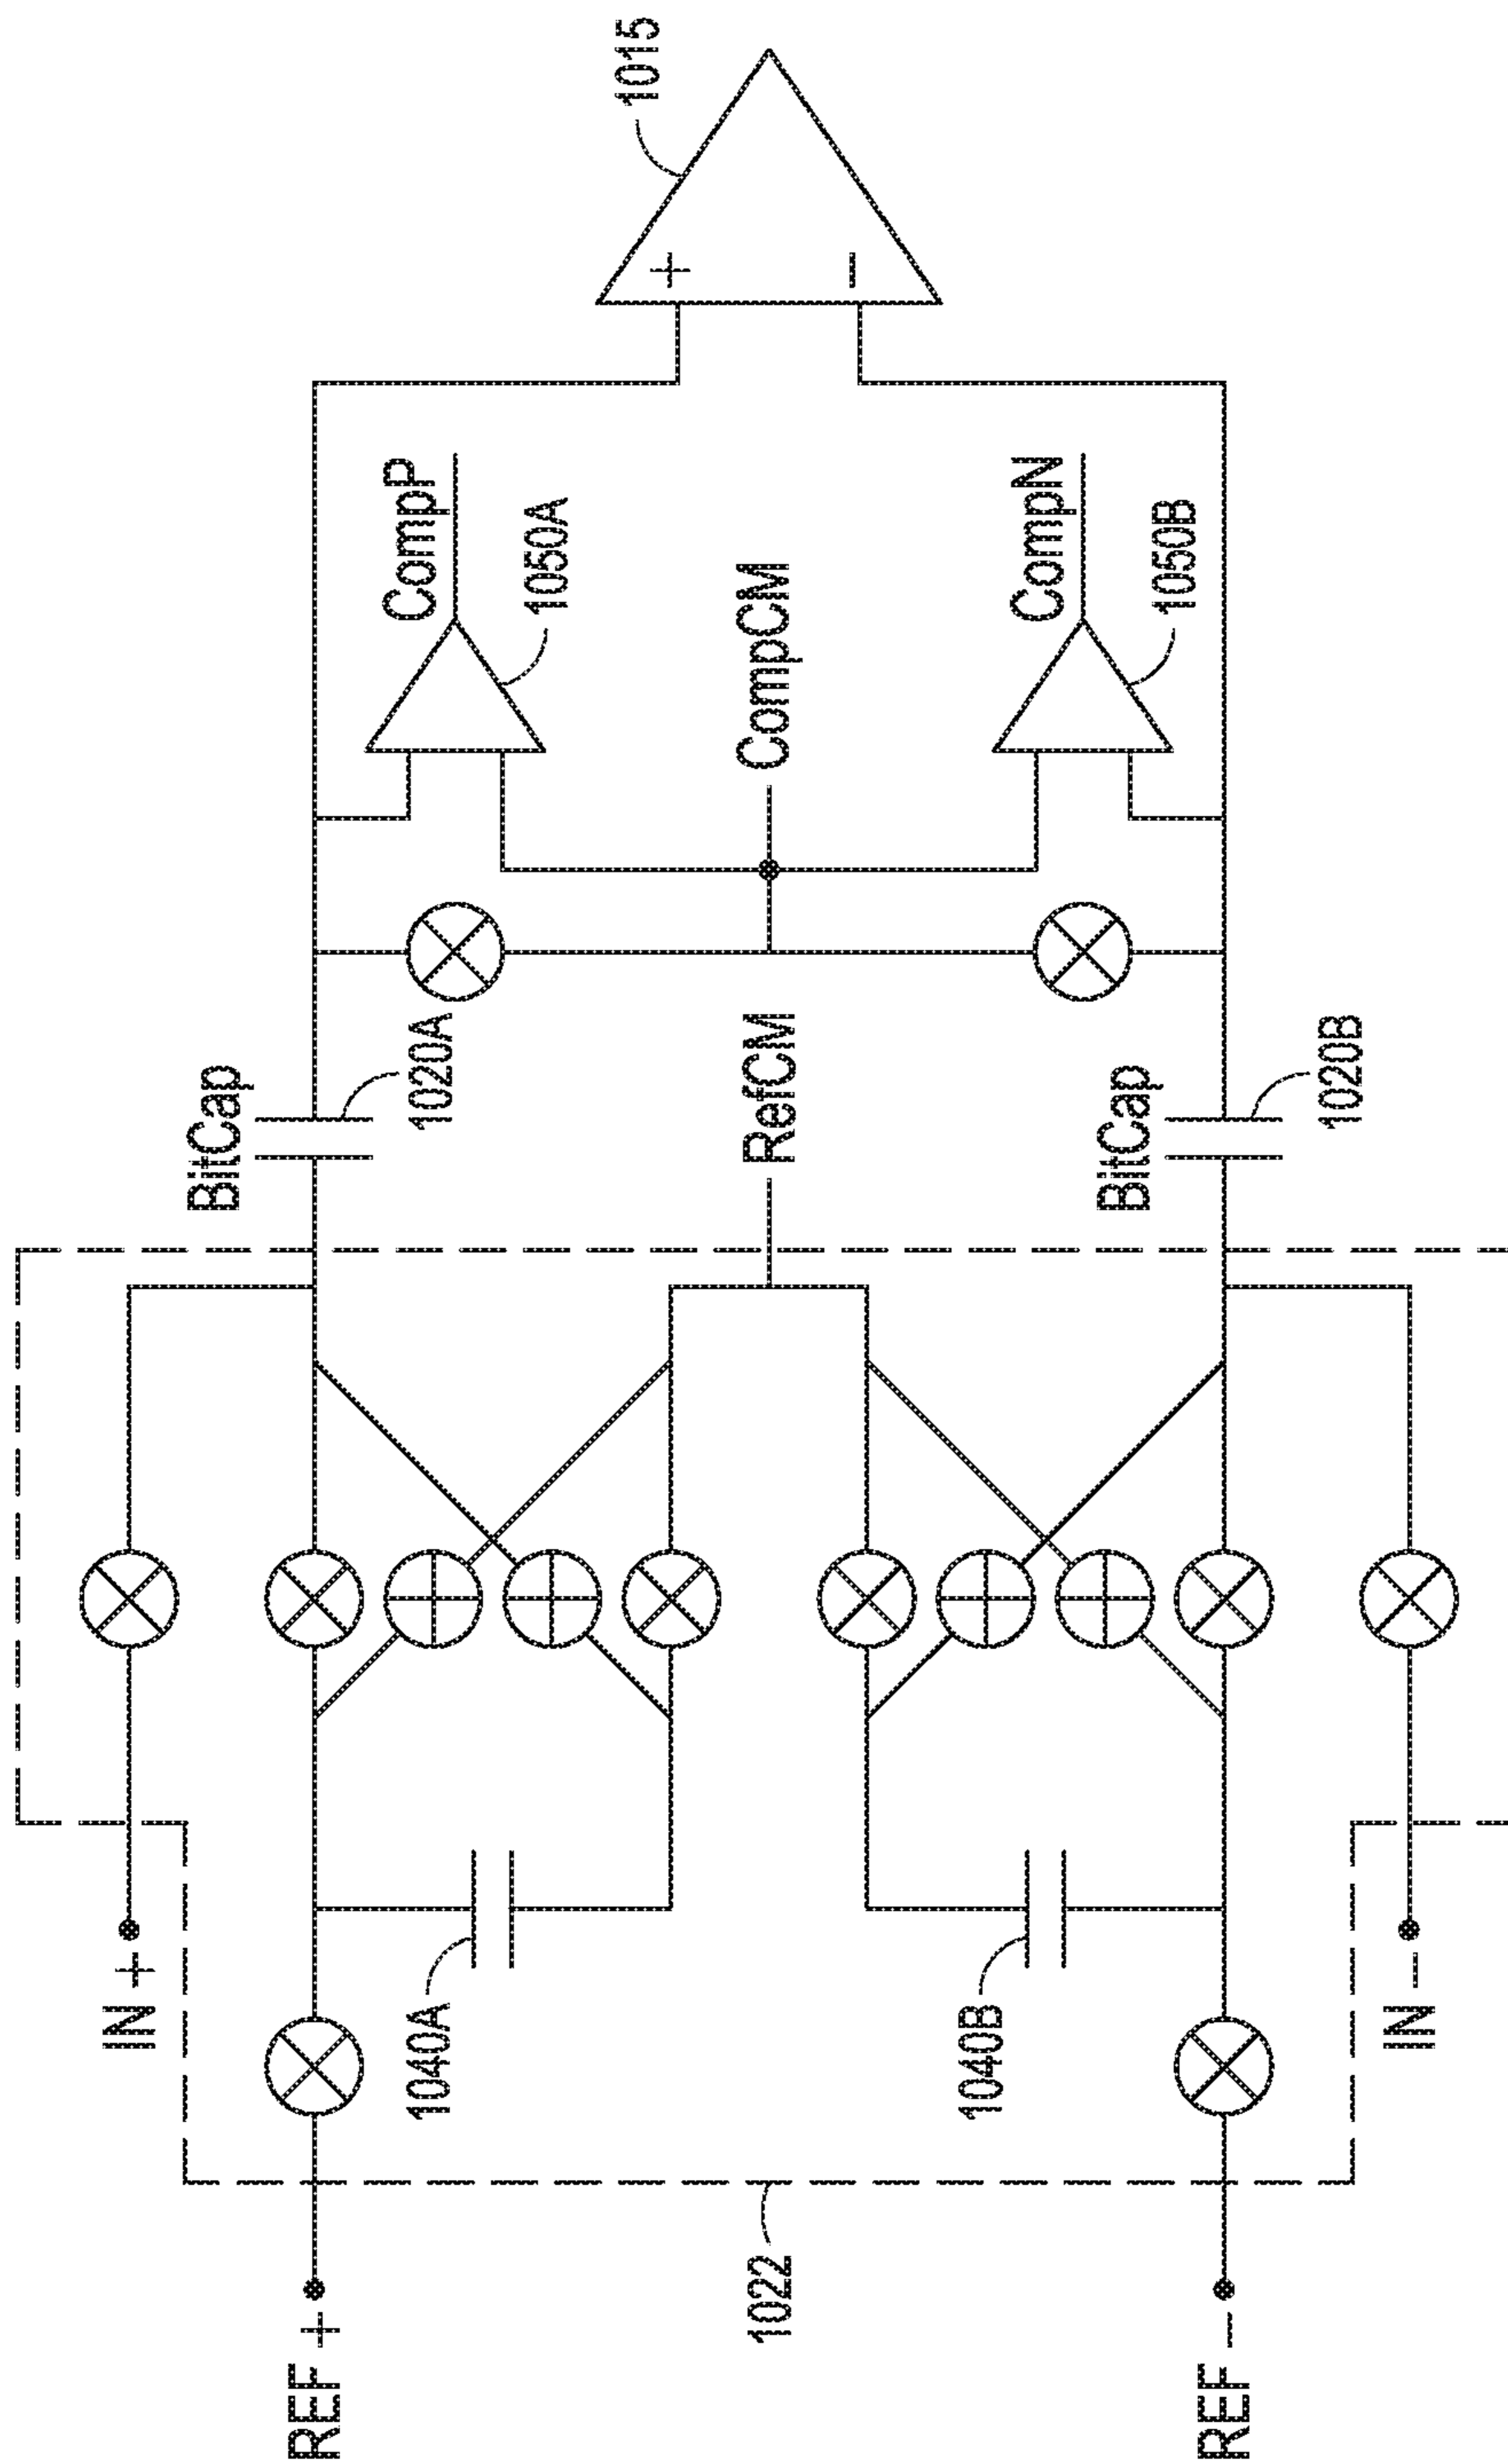 REF +
IN +
1022
1040A
BitCap
1020A
RefCM
CompP
1050A
CompCM
1015
+
−
CompN
1050B
BitCap
1020B
1040B
REF −
IN −